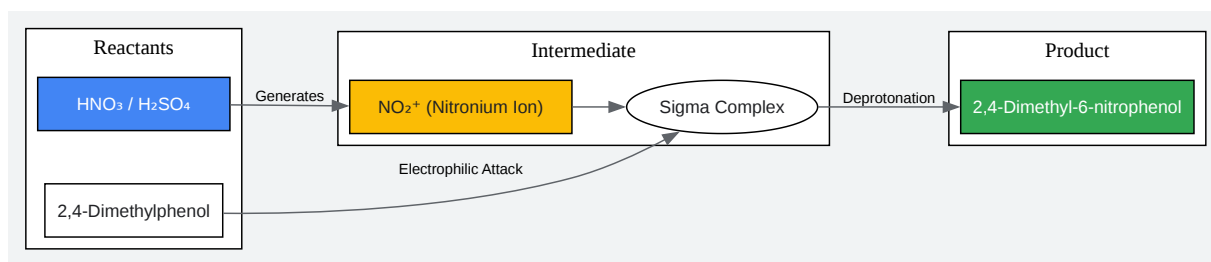 Reactants
Intermediate
Product
HNO₃ / H₂SO₄
Generates
NO₂⁺ (Nitronium Ion)
Sigma Complex
Deprotonation
2,4-Dimethyl-6-nitrophenol
Electrophilic Attack
2,4-Dimethylphenol